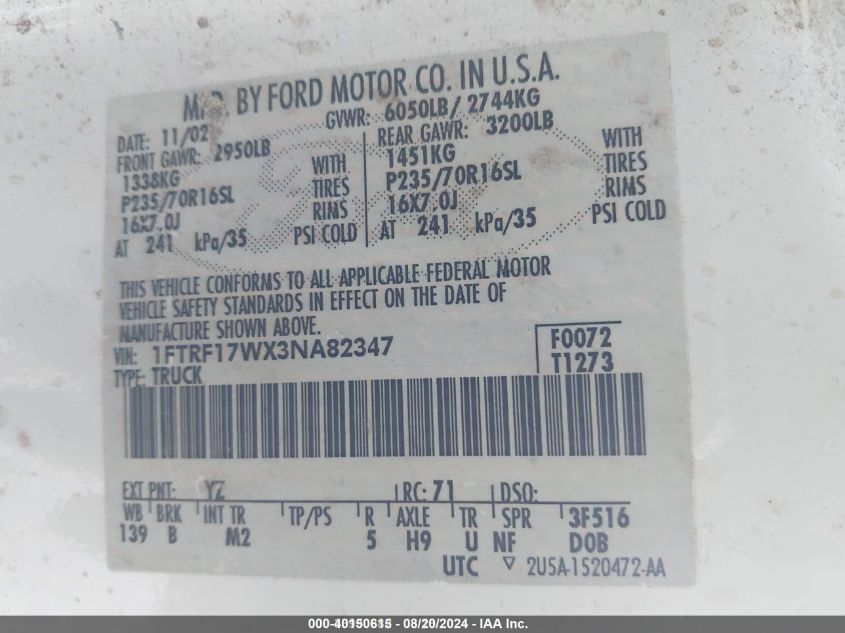 MFD. BY FORD MOTOR CO. IN U.S.A.
DATE: 11/02 GVWR: 6050LB/ 2744KG
FRONT GAWR: 2950LB REAR GAWR: 3200LB
1338KG WITH 1451KG WITH
P235/70R16SL TIRES P235/70R16SL TIRES
16X7.0J RIMS 16X7.0J RIMS
AT 241 kPa/35 PSI COLD AT 241 kPa/35 PSI COLD
THIS VEHICLE CONFORMS TO ALL APPLICABLE FEDERAL MOTOR
VEHICLE SAFETY STANDARDS IN EFFECT ON THE DATE OF
MANUFACTURE SHOWN ABOVE.
VIN: 1FTRF17WX3NA82347 F0072
TYPE: TRUCK T1273
EXT PNT: YZ RC: 71 DSO:
WB BRK INT TR TP/PS R AXLE TR SPR 3F516
139 B M2 5 H9 U NF DOB
UTC ▽ 2U5A-1520472-AA
000-40150615 - 08/20/2024 - IAA Inc.